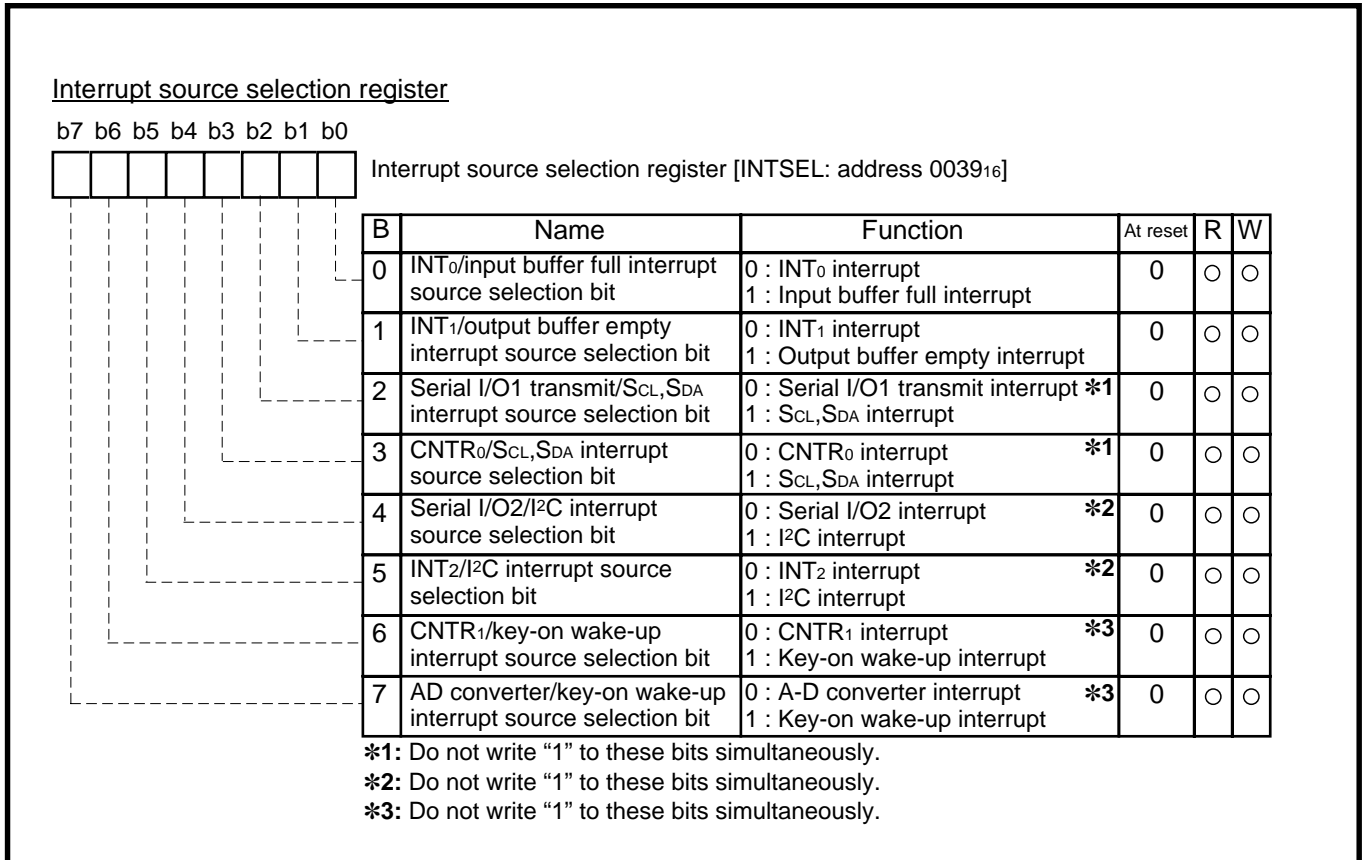 Interrupt source selection register
b7 b6 b5 b4 b3 b2 b1 b0
Interrupt source selection register [INTSEL: address 0039₁₆]
B Name Function At reset R W
0 INT₀/input buffer full interrupt source selection bit 0 : INT₀ interrupt 1 : Input buffer full interrupt 0 ○ ○
1 INT₁/output buffer empty interrupt source selection bit 0 : INT₁ interrupt 1 : Output buffer empty interrupt 0 ○ ○
2 Serial I/O1 transmit/SCL,SDA interrupt source selection bit 0 : Serial I/O1 transmit interrupt ✻1 1 : SCL,SDA interrupt 0 ○ ○
3 CNTR₀/SCL,SDA interrupt source selection bit 0 : CNTR₀ interrupt ✻1 1 : SCL,SDA interrupt 0 ○ ○
4 Serial I/O2/I²C interrupt source selection bit 0 : Serial I/O2 interrupt ✻2 1 : I²C interrupt 0 ○ ○
5 INT₂/I²C interrupt source selection bit 0 : INT₂ interrupt ✻2 1 : I²C interrupt 0 ○ ○
6 CNTR₁/key-on wake-up interrupt source selection bit 0 : CNTR₁ interrupt ✻3 1 : Key-on wake-up interrupt 0 ○ ○
7 AD converter/key-on wake-up interrupt source selection bit 0 : A-D converter interrupt ✻3 1 : Key-on wake-up interrupt 0 ○ ○
✻1: Do not write “1” to these bits simultaneously.
✻2: Do not write “1” to these bits simultaneously.
✻3: Do not write “1” to these bits simultaneously.